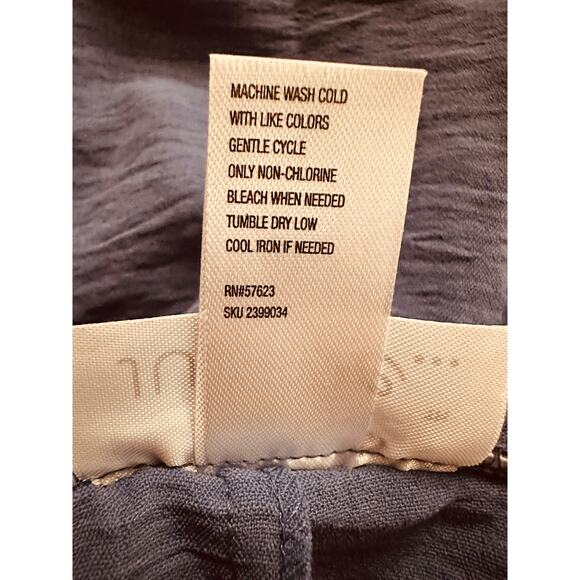 MACHINE WASH COLD
WITH LIKE COLORS
GENTLE CYCLE
ONLY NON-CHLORINE
BLEACH WHEN NEEDED
TUMBLE DRY LOW
COOL IRON IF NEEDED
RN#57623
SKU 2399034